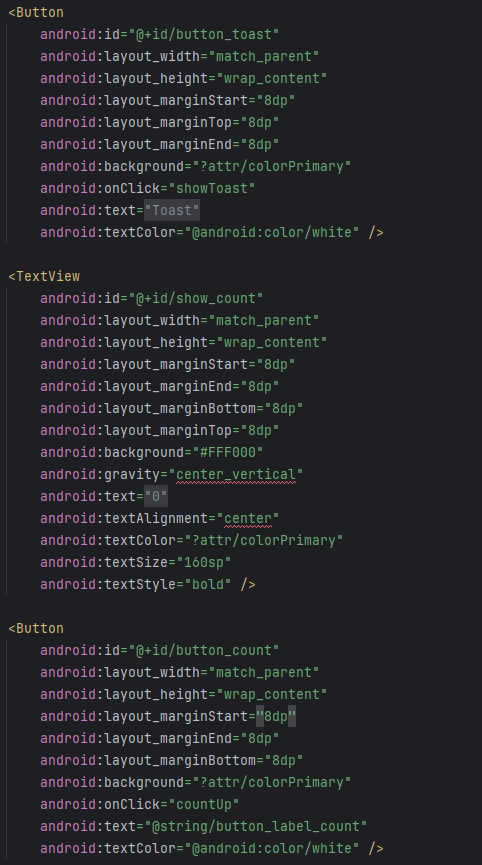 <Button
android:id="@+id/button_toast"
android:layout_width="match_parent"
android:layout_height="wrap_content"
android:layout_marginStart="8dp"
android:layout_marginTop="8dp"
android:layout_marginEnd="8dp"
android:background="?attr/colorPrimary"
android:onClick="showToast"
android:text="Toast"
android:textColor="@android:color/white" />
<TextView
android:id="@+id/show_count"
android:layout_width="match_parent"
android:layout_height="wrap_content"
android:layout_marginStart="8dp"
android:layout_marginEnd="8dp"
android:layout_marginBottom="8dp"
android:layout_marginTop="8dp"
android:background="#FFF000"
android:gravity="center_vertical"
android:text="0"
android:textAlignment="center"
android:textColor="?attr/colorPrimary"
android:textSize="160sp"
android:textStyle="bold" />
<Button
android:id="@+id/button_count"
android:layout_width="match_parent"
android:layout_height="wrap_content"
android:layout_marginStart="8dp"
android:layout_marginEnd="8dp"
android:layout_marginBottom="8dp"
android:background="?attr/colorPrimary"
android:onClick="countUp"
android:text="@string/button_label_count"
android:textColor="@android:color/white" />